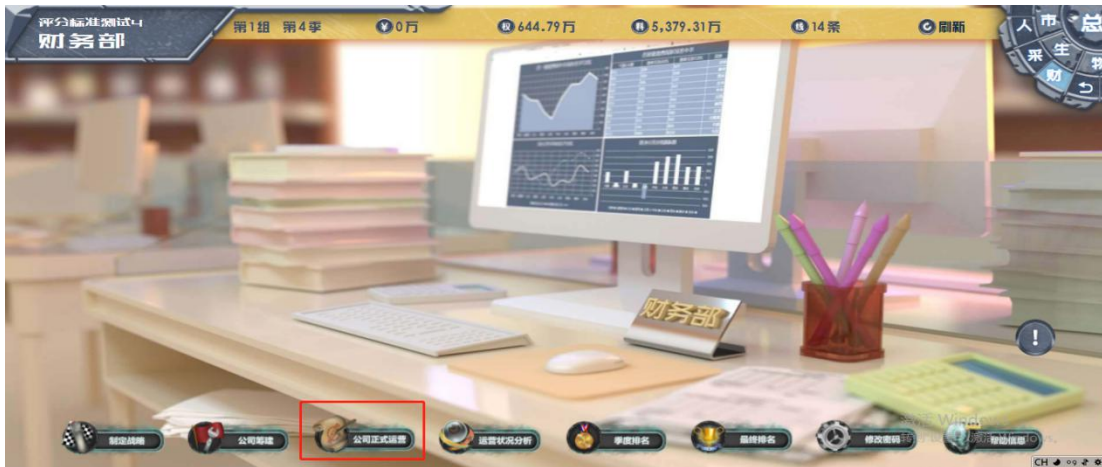 评分标准测试4
财务部
第1组 第4季
¥ 0万
权 644.79万
5,379.31万
线 14条
刷新
人 市 总
采 生 物
财
财务部
!
制定战略
公司筹建
公司正式运营
运营状况分析
季度排名
最终排名
修改密码
帮助信息
CH